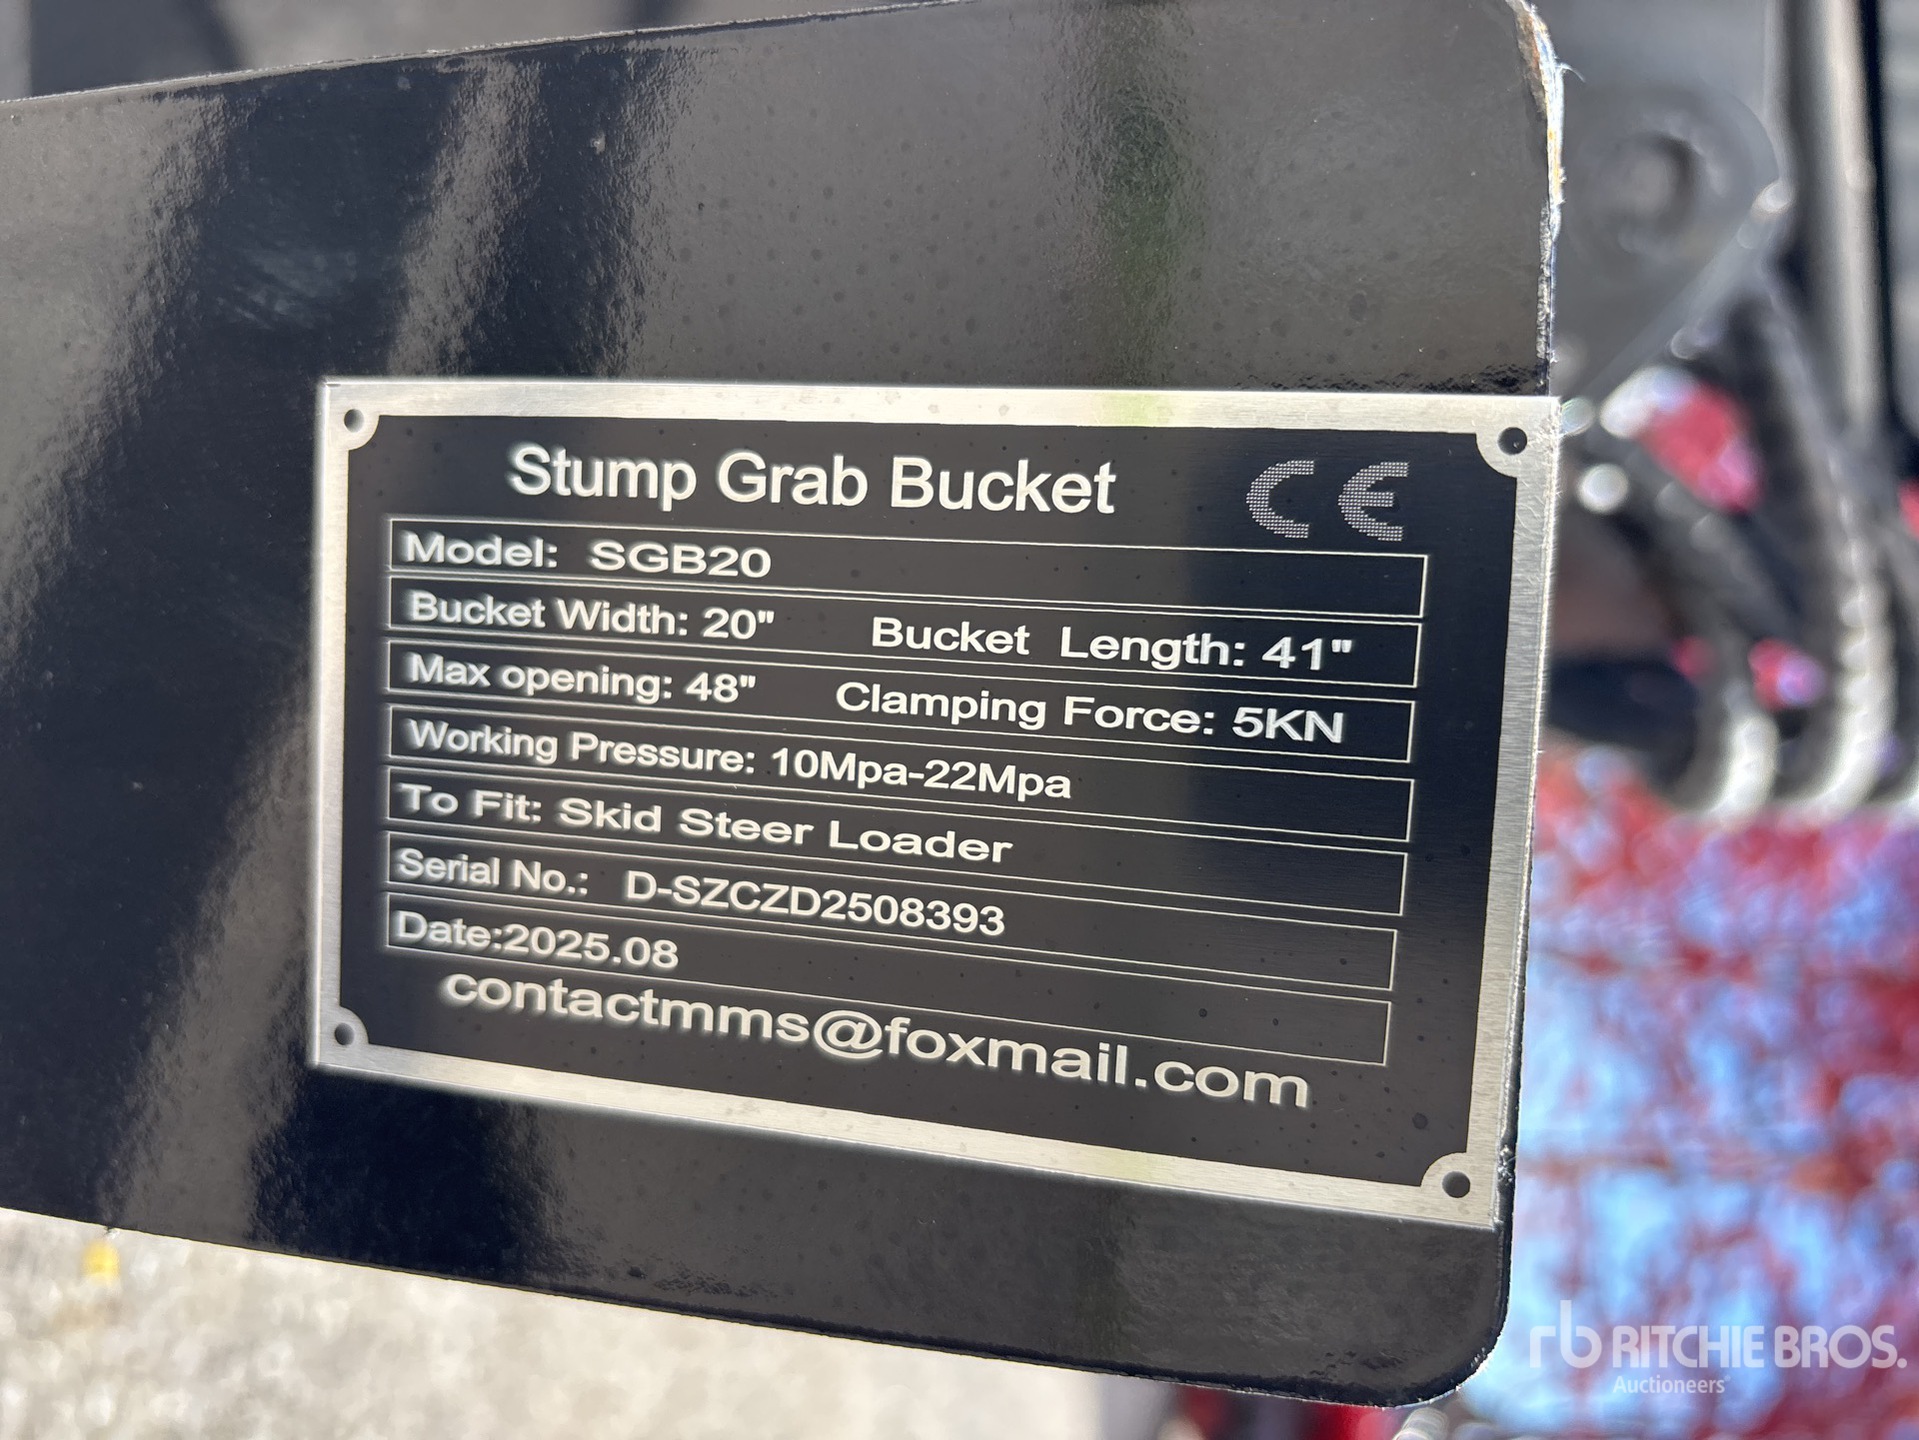 Stump Grab Bucket CE
Model: SGB20
Bucket Width: 20" Bucket Length: 41"
Max opening: 48" Clamping Force: 5KN
Working Pressure: 10Mpa-22Mpa
To Fit: Skid Steer Loader
Serial No.: D-SZCZD2508393
Date:2025.08
contactmms@foxmail.com
rb RITCHIE BROS.
Auctioneers